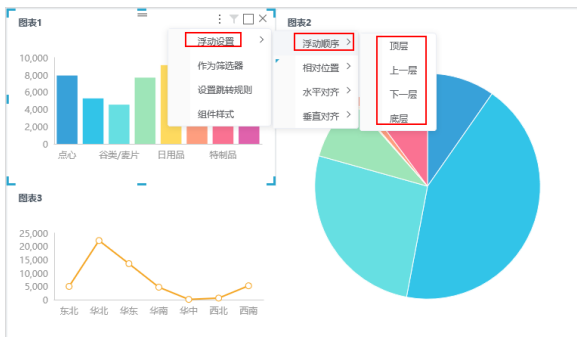 图表1
图表2
浮动设置
作为筛选器
设置跳转规则
组件样式
浮动顺序
相对位置
水平对齐
垂直对齐
顶层
上一层
下一层
底层
10,000
8,000
6,000
4,000
2,000
0
点心 谷类/麦片 日用品 特制品
图表3
25,000
20,000
15,000
10,000
5,000
0
东北 华北 华东 华南 华中 西北 西南